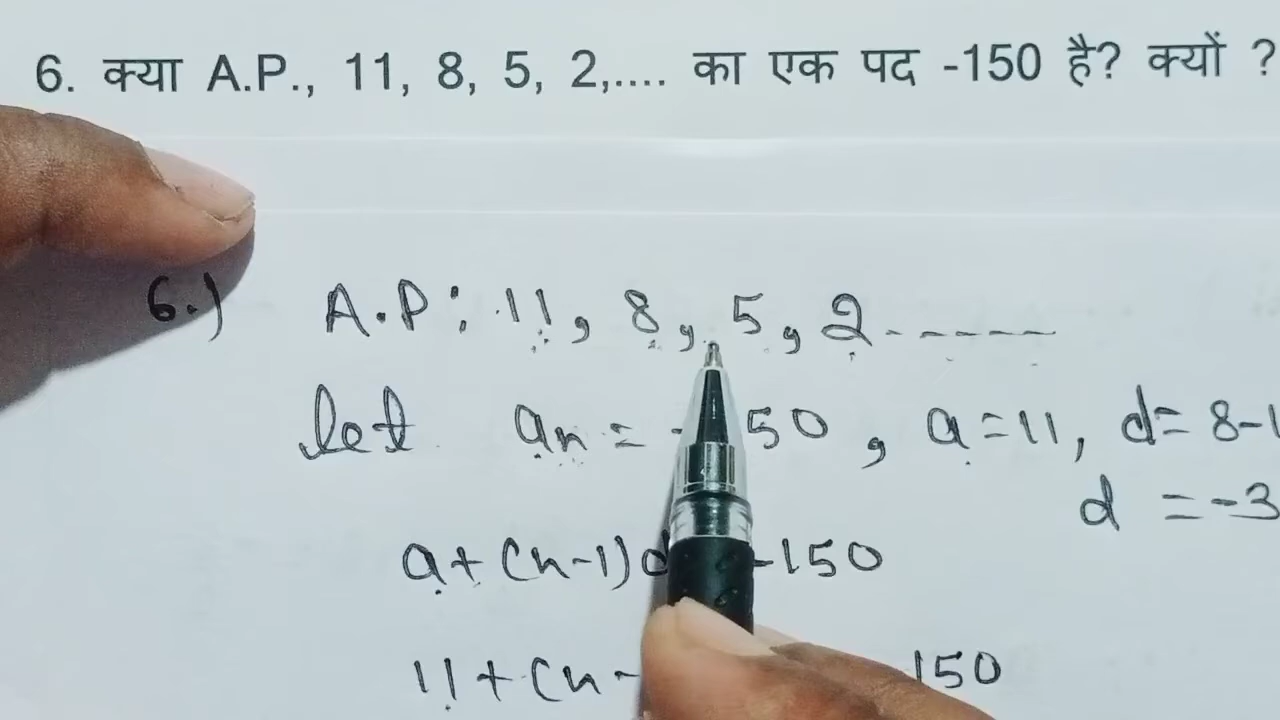 6. क्या A.P., 11, 8, 5, 2,.... का एक पद -150 है? क्यों ?
6.) A.P: 11, 8, 5, 2 ------
let an = - 50, a=11, d= 8-1
d = -3
a+(n-1)d -150
11+(n- 150